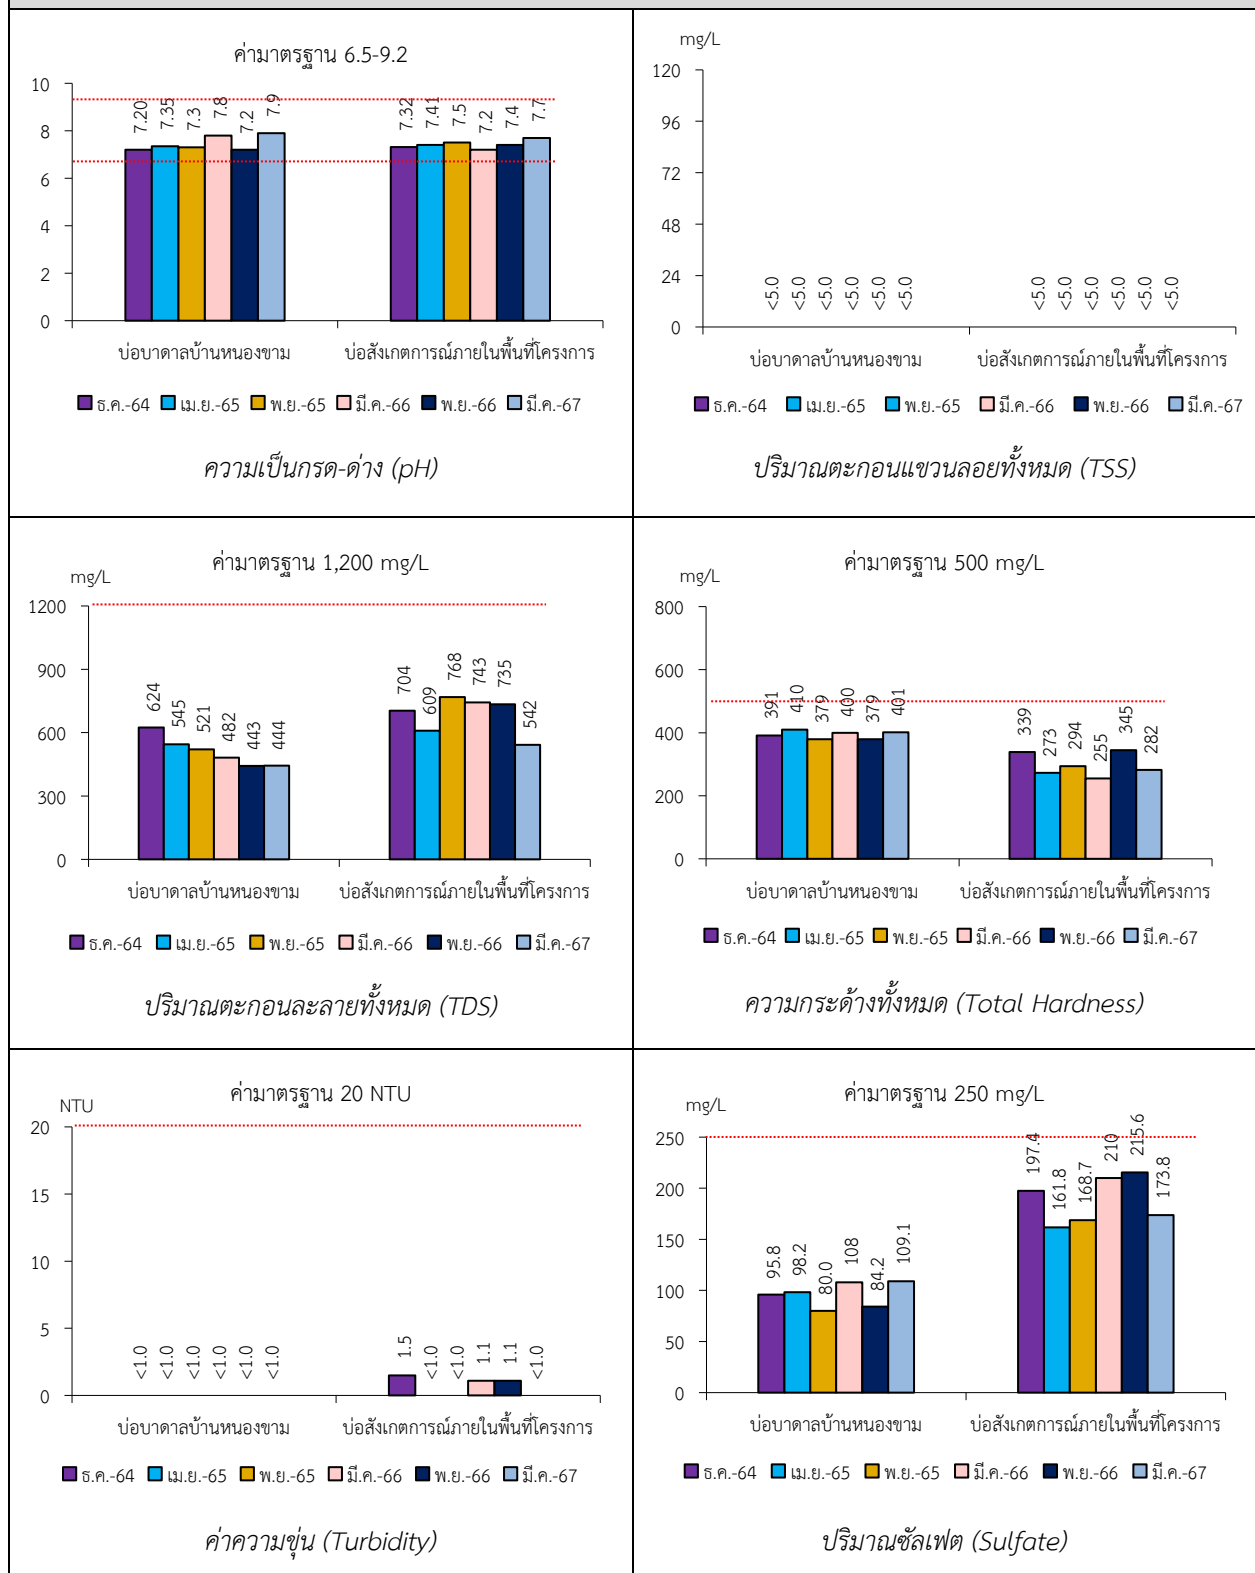 ค่ามาตรฐาน 6.5-9.2
10
8
6
4
2
0
7.20 7.35 7.3 7.8 7.2 7.9 7.32 7.41 7.5 7.2 7.4 7.7
บ่อบาดาลบ้านหนองขาม บ่อสังเกตการณ์ภายในพื้นที่โครงการ
ธ.ค.-64 เม.ย.-65 พ.ย.-65 มี.ค.-66 พ.ย.-66 มี.ค.-67
ความเป็นกรด-ด่าง (pH)
mg/L
120
96
72
48
24
0
<5.0 <5.0 <5.0 <5.0 <5.0 <5.0 <5.0 <5.0 <5.0 <5.0 <5.0 <5.0
บ่อบาดาลบ้านหนองขาม บ่อสังเกตการณ์ภายในพื้นที่โครงการ
ธ.ค.-64 เม.ย.-65 พ.ย.-65 มี.ค.-66 พ.ย.-66 มี.ค.-67
ปริมาณตะกอนแขวนลอยทั้งหมด (TSS)
ค่ามาตรฐาน 1,200 mg/L
mg/L
1200
900
600
300
0
624 545 521 482 443 444 704 609 768 743 735 542
บ่อบาดาลบ้านหนองขาม บ่อสังเกตการณ์ภายในพื้นที่โครงการ
ธ.ค.-64 เม.ย.-65 พ.ย.-65 มี.ค.-66 พ.ย.-66 มี.ค.-67
ปริมาณตะกอนละลายทั้งหมด (TDS)
ค่ามาตรฐาน 500 mg/L
mg/L
800
600
400
200
0
391 410 379 400 379 401 339 273 294 255 345 282
บ่อบาดาลบ้านหนองขาม บ่อสังเกตการณ์ภายในพื้นที่โครงการ
ธ.ค.-64 เม.ย.-65 พ.ย.-65 มี.ค.-66 พ.ย.-66 มี.ค.-67
ความกระด้างทั้งหมด (Total Hardness)
ค่ามาตรฐาน 20 NTU
NTU
20
15
10
5
0
<1.0 <1.0 <1.0 <1.0 <1.0 <1.0 1.5 <1.0 <1.0 1.1 1.1 <1.0
บ่อบาดาลบ้านหนองขาม บ่อสังเกตการณ์ภายในพื้นที่โครงการ
ธ.ค.-64 เม.ย.-65 พ.ย.-65 มี.ค.-66 พ.ย.-66 มี.ค.-67
ค่าความขุ่น (Turbidity)
ค่ามาตรฐาน 250 mg/L
mg/L
250
200
150
100
50
0
95.8 98.2 80.0 108 84.2 109.1 197.4 161.8 168.7 210 215.6 173.8
บ่อบาดาลบ้านหนองขาม บ่อสังเกตการณ์ภายในพื้นที่โครงการ
ธ.ค.-64 เม.ย.-65 พ.ย.-65 มี.ค.-66 พ.ย.-66 มี.ค.-67
ปริมาณซัลเฟต (Sulfate)